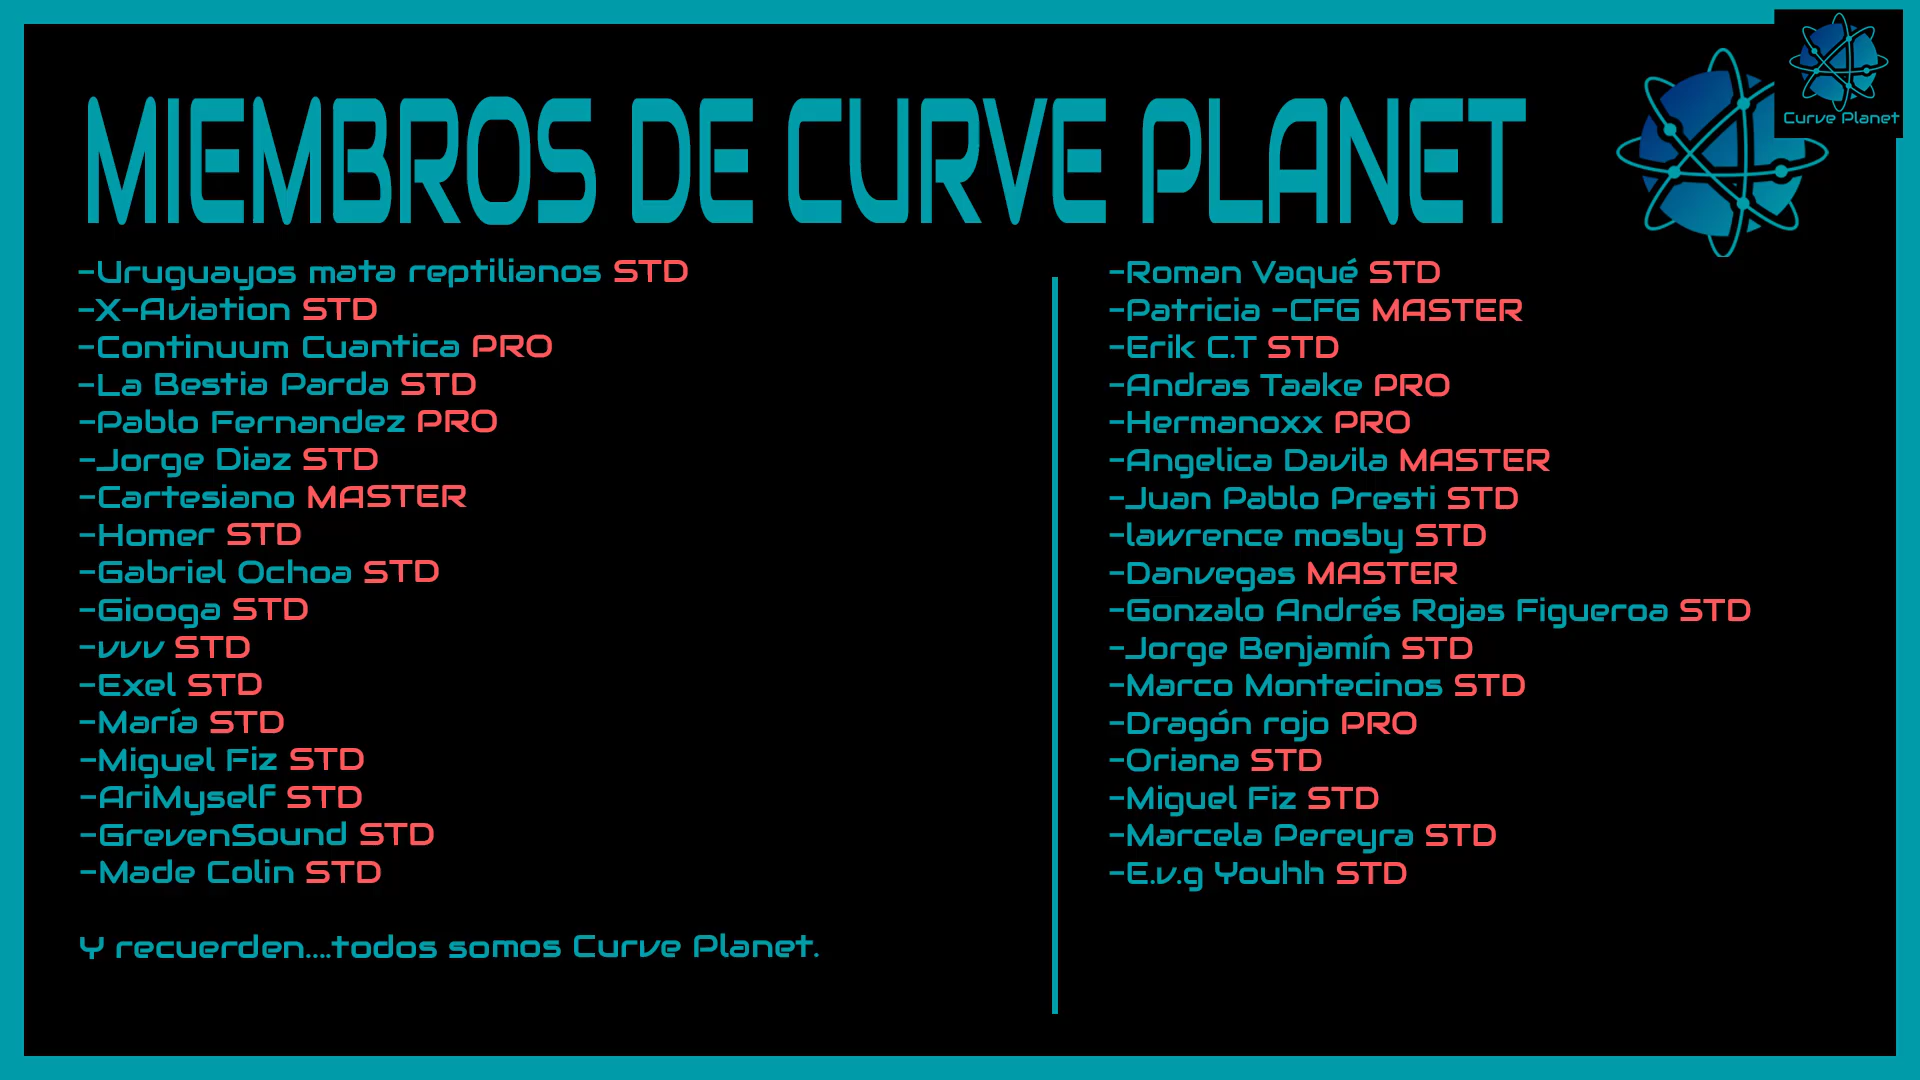 MIEMBROS DE CURVE PLANET
Curve Planet
-Uruguayos mata reptilianos STD
-X-Aviation STD
-Continuum Cuantica PRO
-La Bestia Parda STD
-Pablo Fernandez PRO
-Jorge Diaz STD
-Cartesiano MASTER
-Homer STD
-Gabriel Ochoa STD
-Giooga STD
-vvv STD
-Exel STD
-María STD
-Miguel Fiz STD
-AriMyself STD
-GrevenSound STD
-Made Colin STD
Y recuerden....todos somos Curve Planet.
-Roman Vaqué STD
-Patricia -CFG MASTER
-Erik C.T STD
-Andras Taake PRO
-Hermanoxx PRO
-Angelica Davila MASTER
-Juan Pablo Presti STD
-lawrence mosby STD
-Danvegas MASTER
-Gonzalo Andrés Rojas Figueroa STD
-Jorge Benjamín STD
-Marco Montecinos STD
-Dragón rojo PRO
-Oriana STD
-Miguel Fiz STD
-Marcela Pereyra STD
-E.v.g Youhh STD